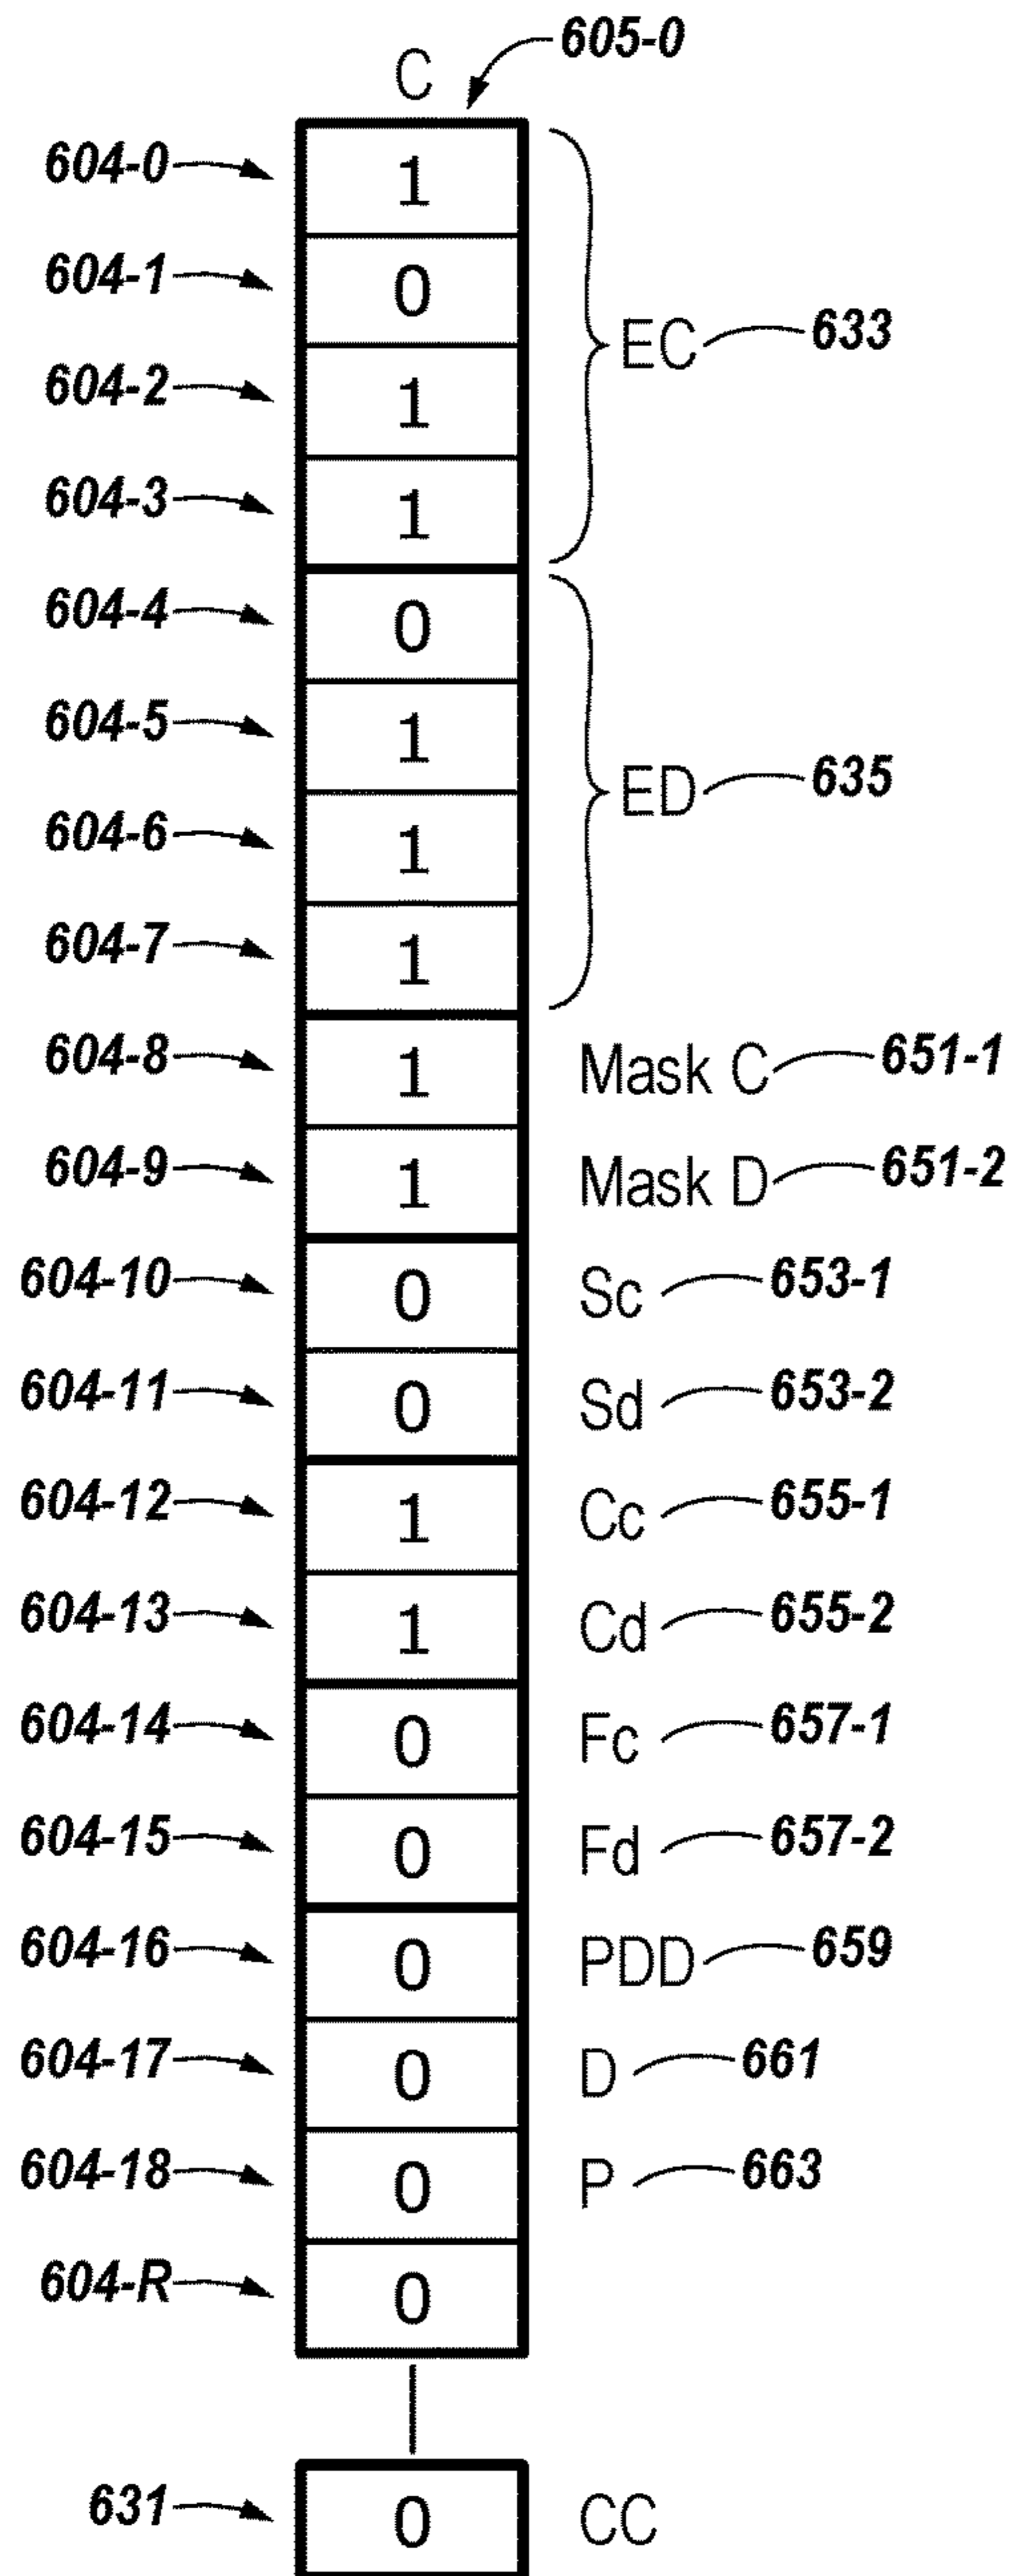 C 605-0
604-0 1
604-1 0
EC 633
604-2 1
604-3 1
604-4 0
604-5 1
ED 635
604-6 1
604-7 1
604-8 1 Mask C 651-1
604-9 1 Mask D 651-2
604-10 0 Sc 653-1
604-11 0 Sd 653-2
604-12 1 Cc 655-1
604-13 1 Cd 655-2
604-14 0 Fc 657-1
604-15 0 Fd 657-2
604-16 0 PDD 659
604-17 0 D 661
604-18 0 P 663
604-R 0
631 0 CC